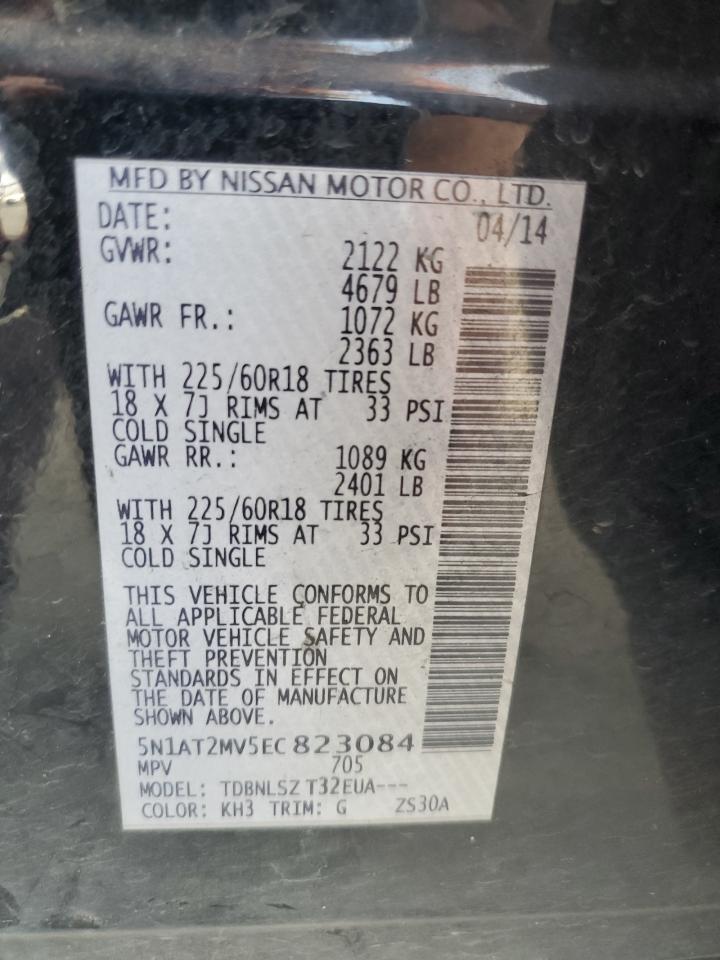 MFD BY NISSAN MOTOR CO., LTD.
DATE: 04/14
GVWR: 2122 KG
4679 LB
GAWR FR.: 1072 KG
2363 LB
WITH 225/60R18 TIRES
18 X 7J RIMS AT 33 PSI
COLD SINGLE
GAWR RR.: 1089 KG
2401 LB
WITH 225/60R18 TIRES
18 X 7J RIMS AT 33 PSI
COLD SINGLE
THIS VEHICLE CONFORMS TO
ALL APPLICABLE FEDERAL
MOTOR VEHICLE SAFETY AND
THEFT PREVENTION
STANDARDS IN EFFECT ON
THE DATE OF MANUFACTURE
SHOWN ABOVE.
5N1AT2MV5EC823084
MPV 705
MODEL: TDBNLSZ T32EUA---
COLOR: KH3 TRIM: G ZS30A